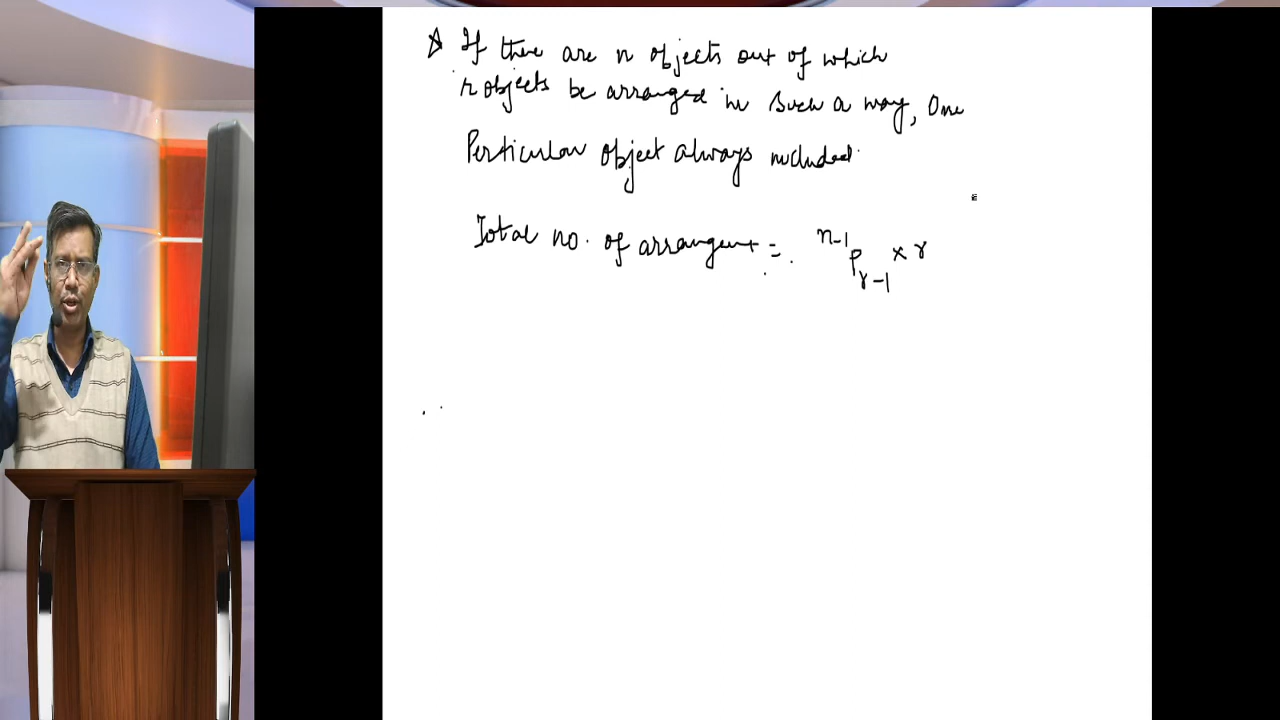 ☆ If there are n objects out of which
r objects be arranged in such a way, One
Perticular object always included.
Total no. of arrangent = ⁿ⁻¹Pᵣ₋₁ × r